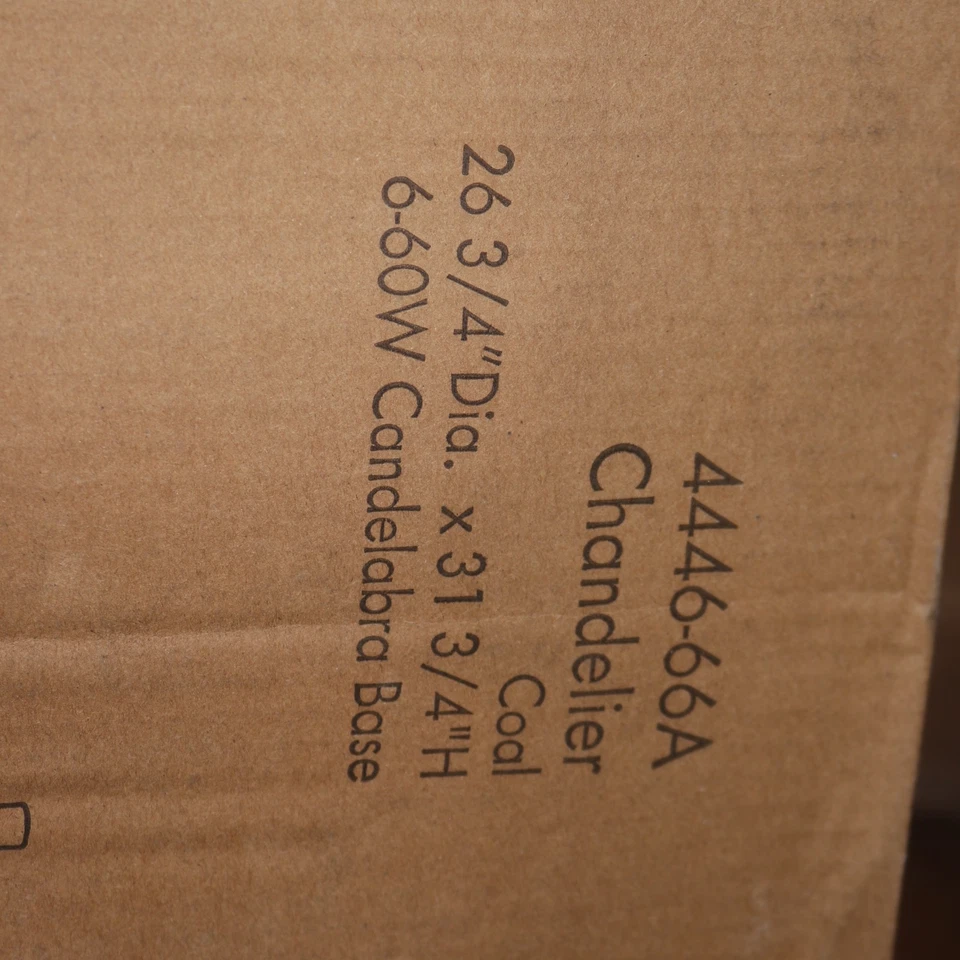 4446-66A
Chandelier
Coal
26 3/4"Dia. x 31 3/4"H
6-60W Candelabra Base